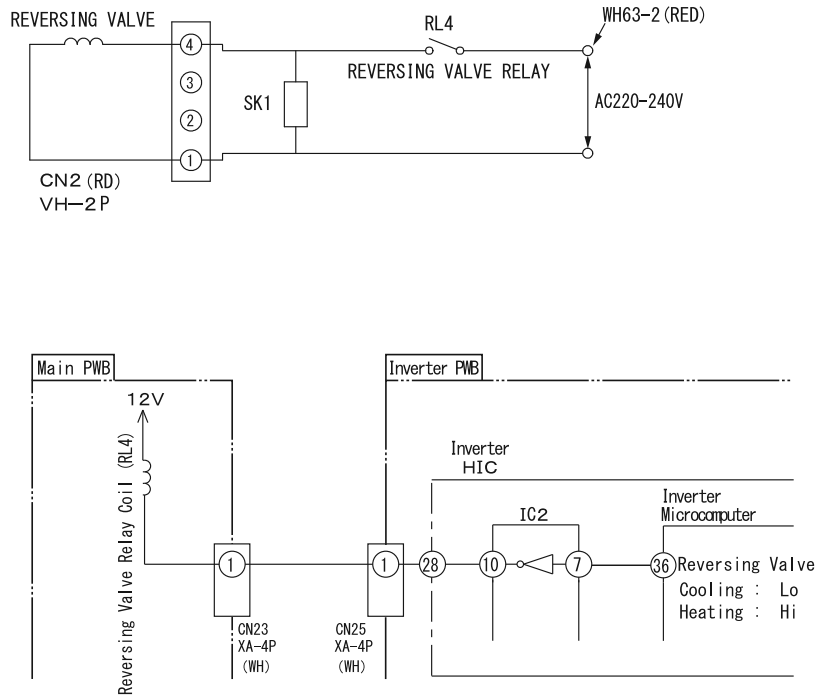 REVERSING VALVE
WH63-2 (RED)
RL4
4
REVERSING VALVE RELAY
3
SK1
AC220-240V
2
1
CN2 (RD)
VH-2P
Main PWB
Inverter PWB
12V
Reversing Valve Relay Coil (RL4)
Inverter
HIC
Inverter
Microcomputer
IC2
1
1
28
10
7
36
Reversing Valve
Cooling : Lo
Heating : Hi
CN23
XA-4P
(WH)
CN25
XA-4P
(WH)